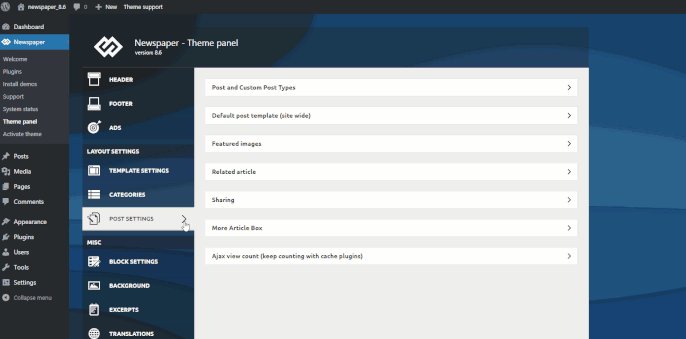 newspaper_8.6 0 New Theme support
Dashboard
Newspaper
Welcome
Plugins
Install demos
Support
System status
Theme panel
Activate theme
Posts
Media
Pages
Comments
Appearance
Plugins
Users
Tools
Settings
Collapse menu
Newspaper - Theme panel
version: 8.6
HEADER
FOOTER
ADS
LAYOUT SETTINGS
TEMPLATE SETTINGS
CATEGORIES
POST SETTINGS
MISC
BLOCK SETTINGS
BACKGROUND
EXCERPTS
TRANSLATIONS
Post and Custom Post Types
Default post template (site wide)
Featured images
Related article
Sharing
More Article Box
Ajax view count (keep counting with cache plugins)